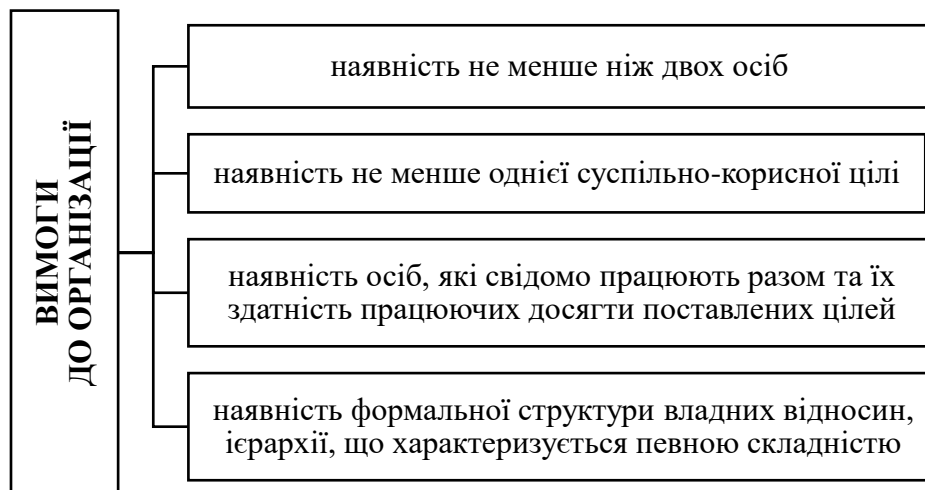 ВИМОГИ
ДО ОРГАНІЗАЦІЇ
наявність не менше ніж двох осіб
наявність не менше однієї суспільно-корисної цілі
наявність осіб, які свідомо працюють разом та їх
здатність працюючих досягти поставлених цілей
наявність формальної структури владних відносин,
ієрархії, що характеризується певною складністю